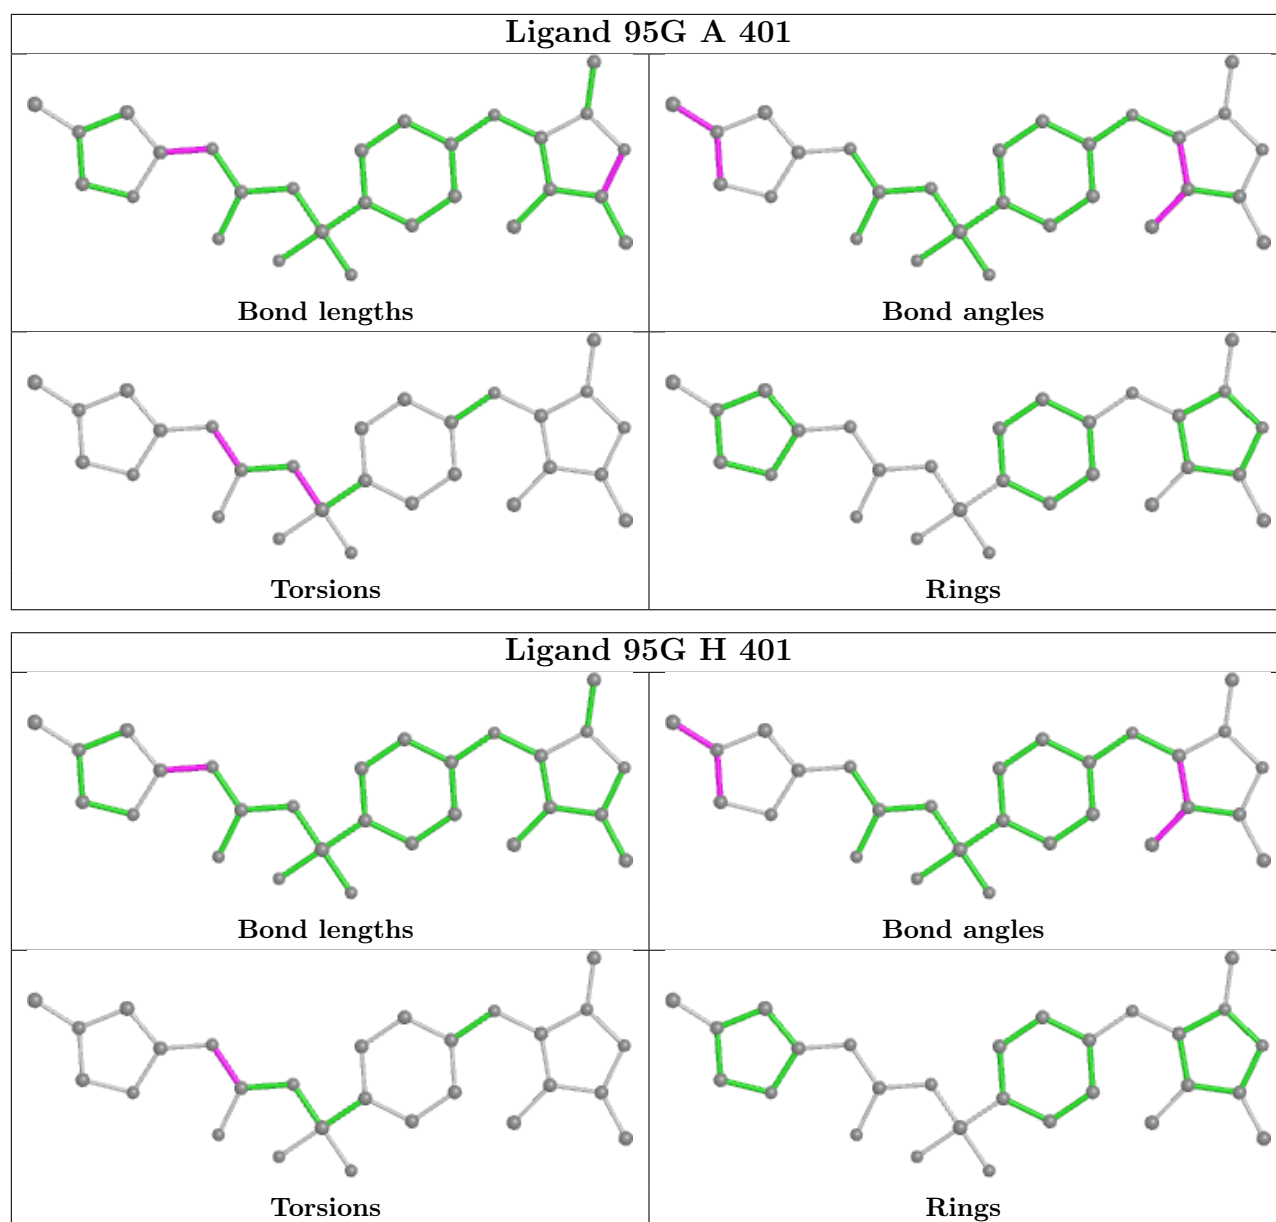 Ligand 95G A 401
Bond lengths
Bond angles
Torsions
Rings
Ligand 95G H 401
Bond lengths
Bond angles
Torsions
Rings